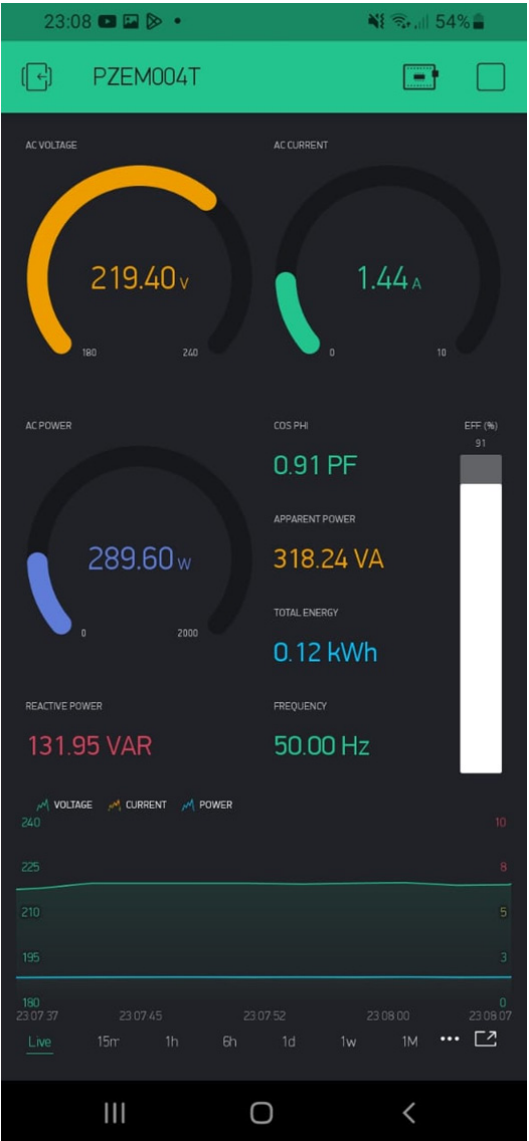 23:08 54%
PZEM004T
AC VOLTAGE AC CURRENT
219.40 V 1.44 A
180 240 0 10
AC POWER COS PHI EFF (%)
91
0.91 PF
APPARENT POWER
289.60 W 318.24 VA
TOTAL ENERGY
0 2000
0.12 kWh
REACTIVE POWER FREQUENCY
131.95 VAR 50.00 Hz
VOLTAGE CURRENT POWER
240 10
225 8
210 5
195 3
180 0
23:07:37 23:07:45 23:07:52 23:08:00 23:08:07
Live 15m 1h 6h 1d 1w 1M